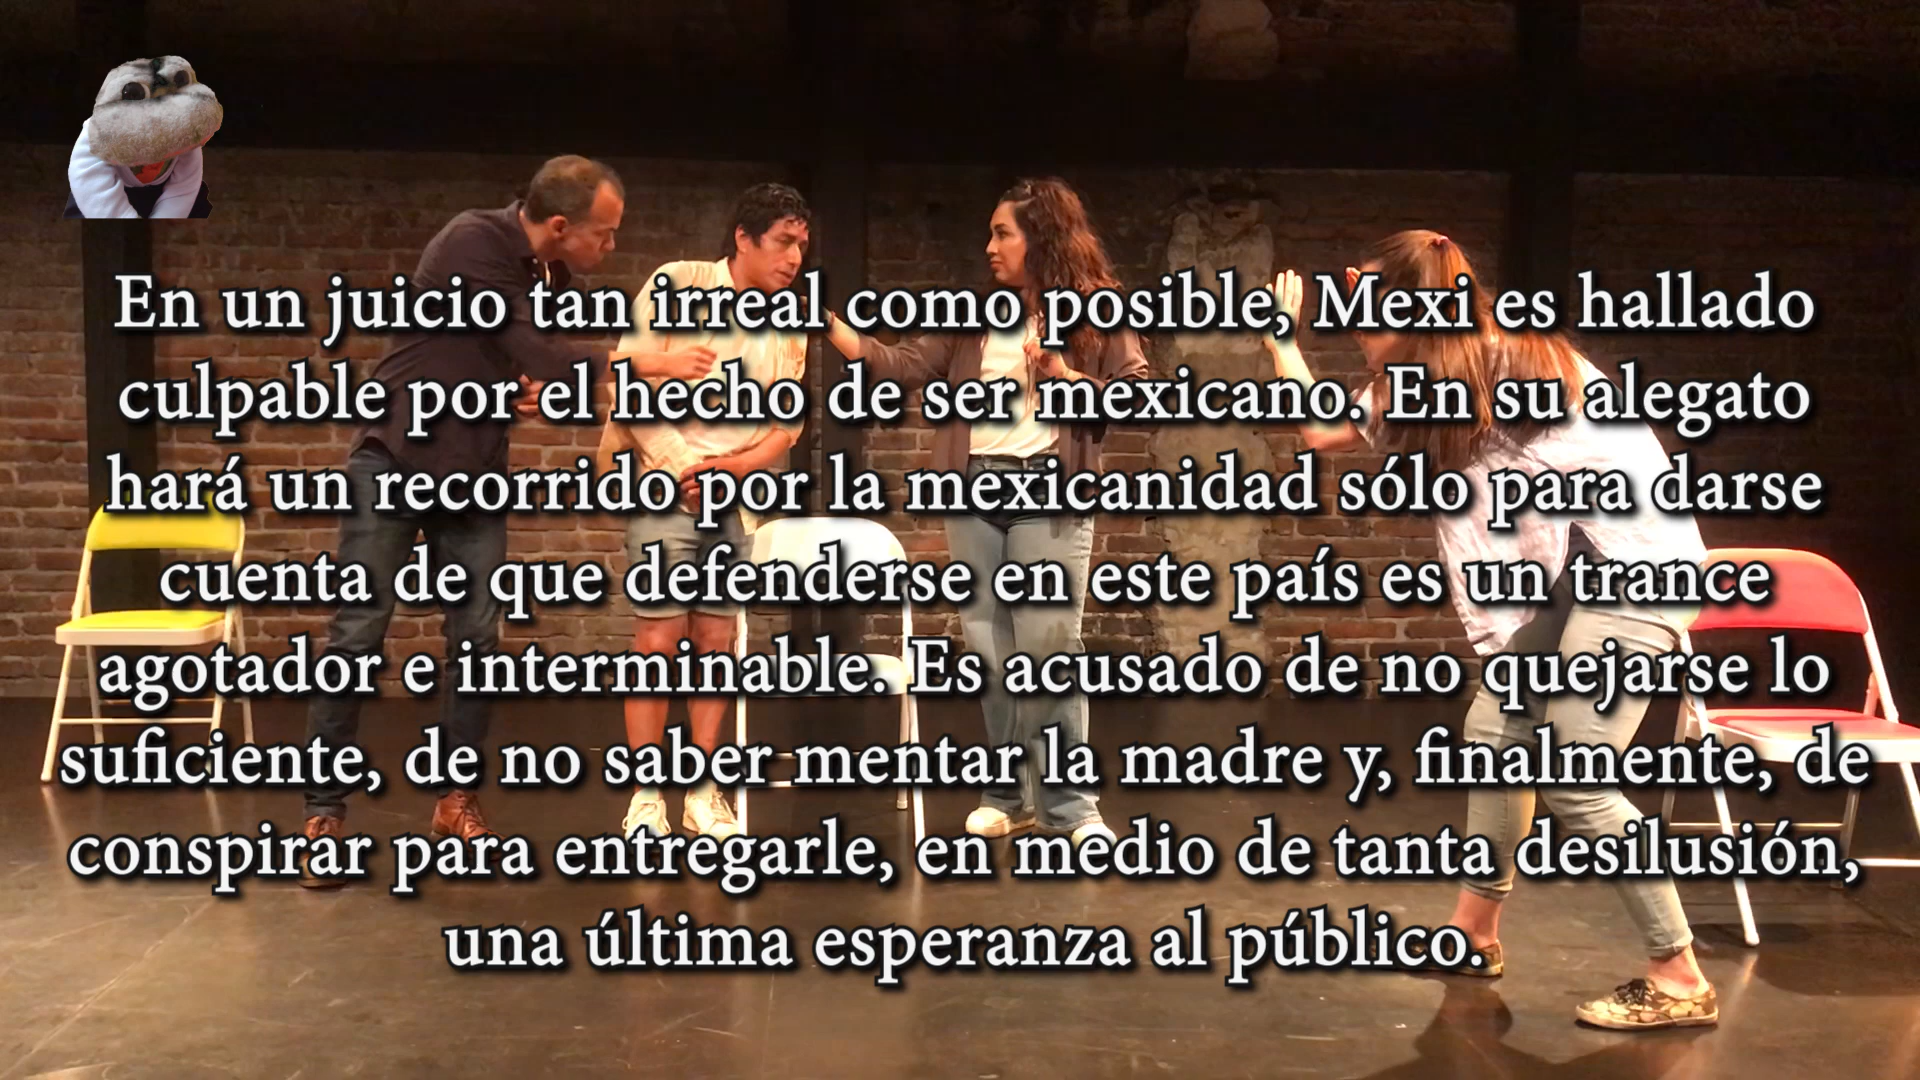 En un juicio tan irreal como posible, Mexi es hallado
culpable por el hecho de ser mexicano. En su alegato
hará un recorrido por la mexicanidad sólo para darse
cuenta de que defenderse en este país es un trance
agotador e interminable. Es acusado de no quejarse lo
suficiente, de no saber mentar la madre y, finalmente, de
conspirar para entregarle, en medio de tanta desilusión,
una última esperanza al público.